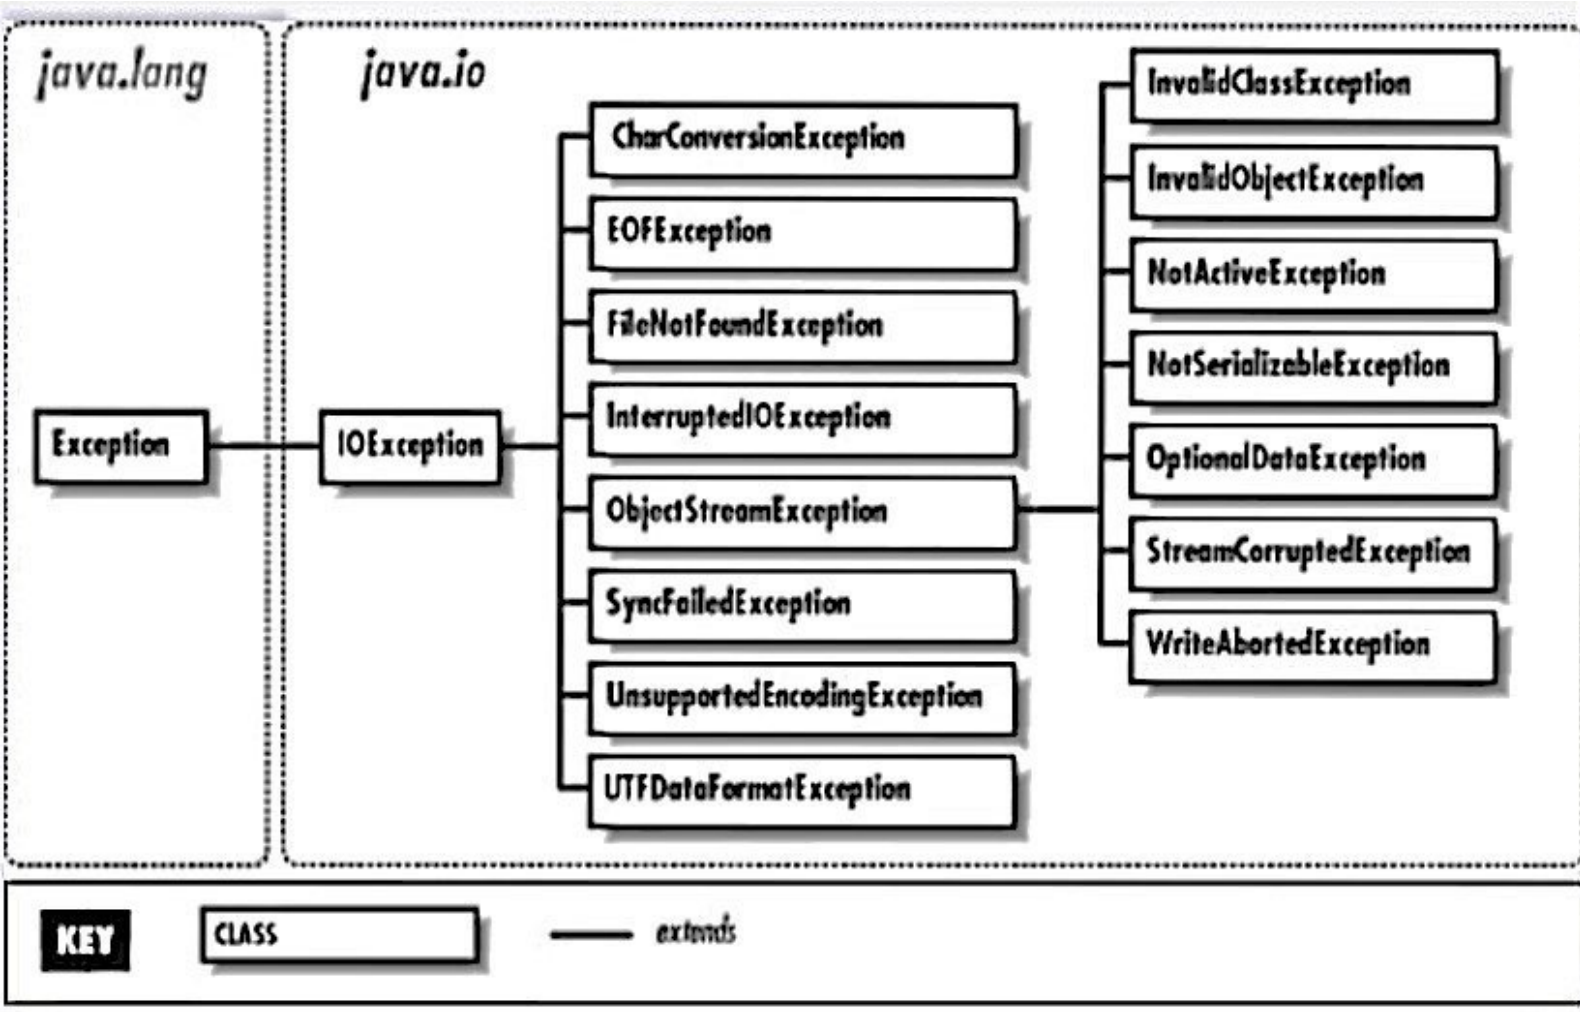 java.lang
java.io
Exception
IOException
CharConversionException
EOFException
FileNotFoundException
InterruptedIOException
ObjectStreamException
SyncFailedException
UnsupportedEncodingException
UTFDataFormatException
InvalidClassException
InvalidObjectException
NotActiveException
NotSerializableException
OptionalDataException
StreamCorruptedException
WriteAbortedException
KEY
CLASS
extends